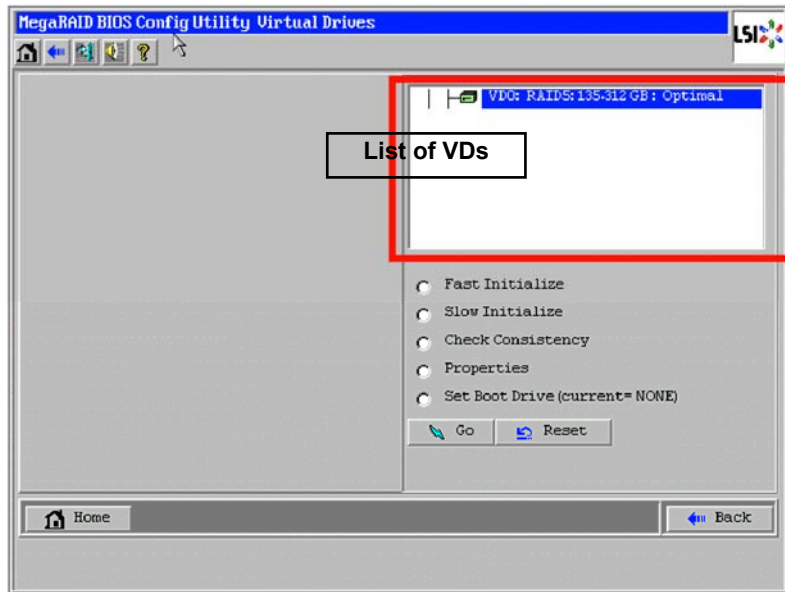 MegaRAID BIOS Config Utility Virtual Drives
LSI
VD0: RAID5: 135.312 GB: Optimal
List of VDs
Fast Initialize
Slow Initialize
Check Consistency
Properties
Set Boot Drive (current= NONE)
Go Reset
Home Back